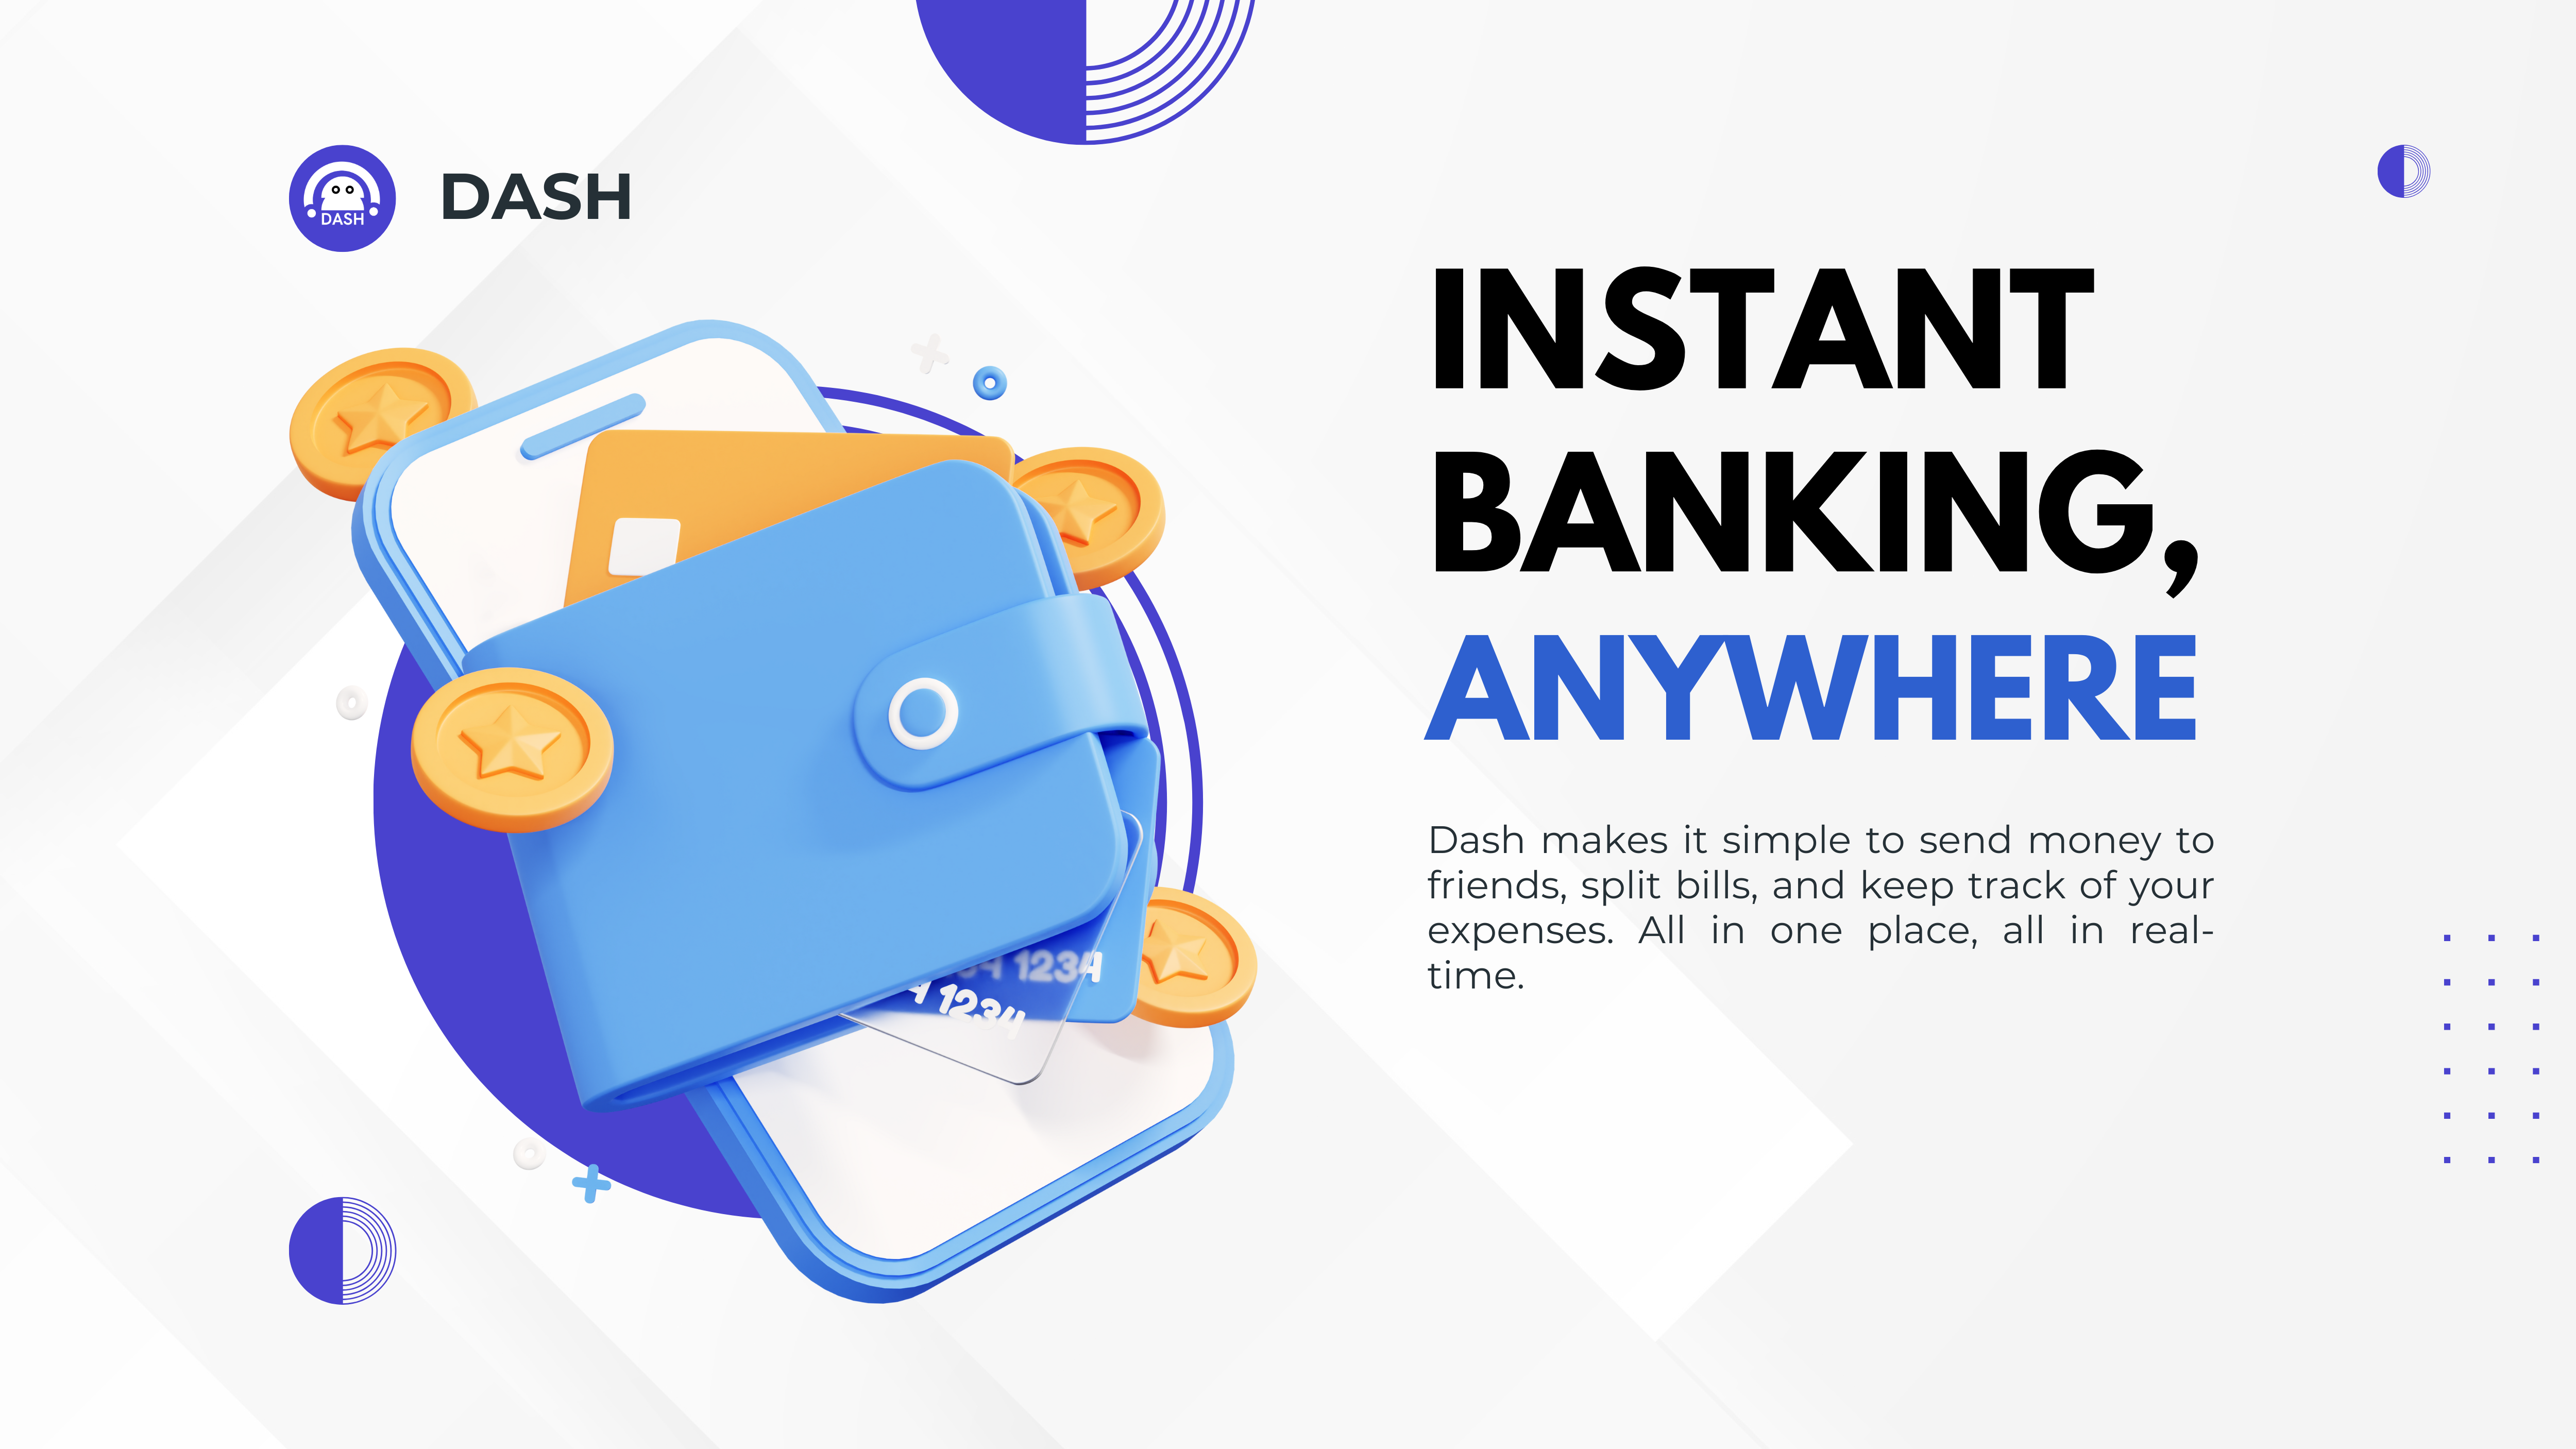 DASH
DASH
INSTANT
BANKING,
ANYWHERE
Dash makes it simple to send money to
friends, split bills, and keep track of your
expenses. All in one place, all in real-
time.
1234
1234